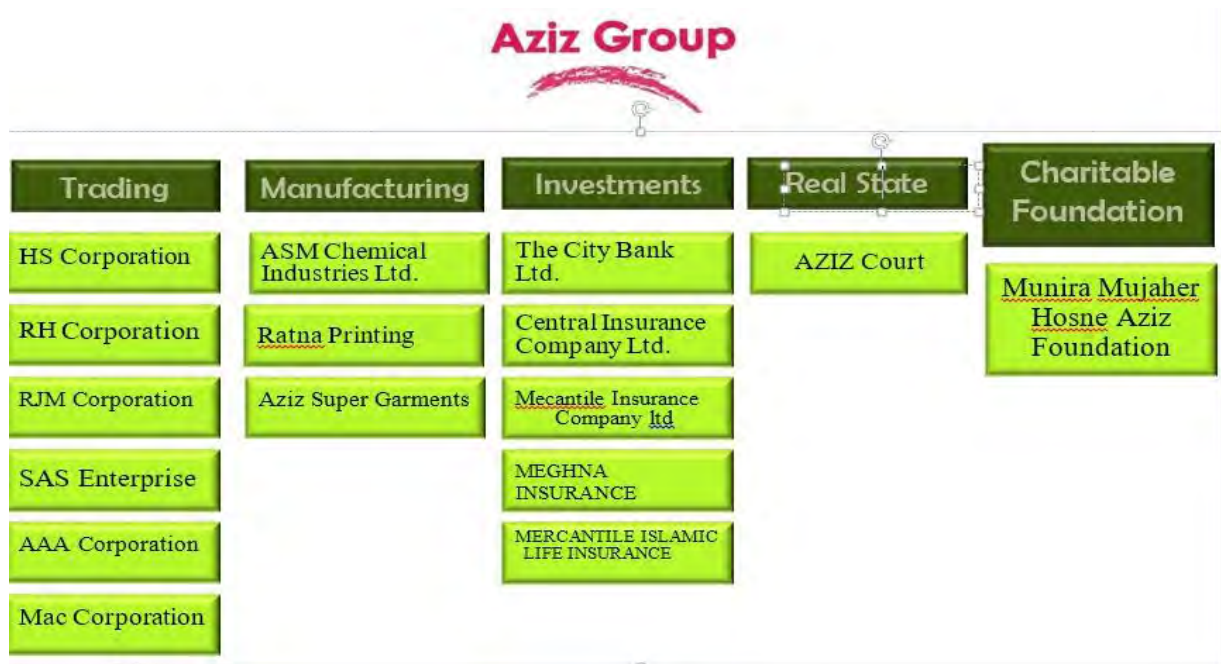 Aziz Group
Trading
HS Corporation
RH Corporation
RJM Corporation
SAS Enterprise
AAA Corporation
Mac Corporation
Manufacturing
ASM Chemical
Industries Ltd.
Ratna Printing
Aziz Super Garments
Investments
The City Bank
Ltd.
Central Insurance
Company Ltd.
Mecantile Insurance
Company ltd
MEGHNA
INSURANCE
MERCANTILE ISLAMIC
LIFE INSURANCE
Real State
AZIZ Court
Charitable
Foundation
Munira Mujaher
Hosne Aziz
Foundation